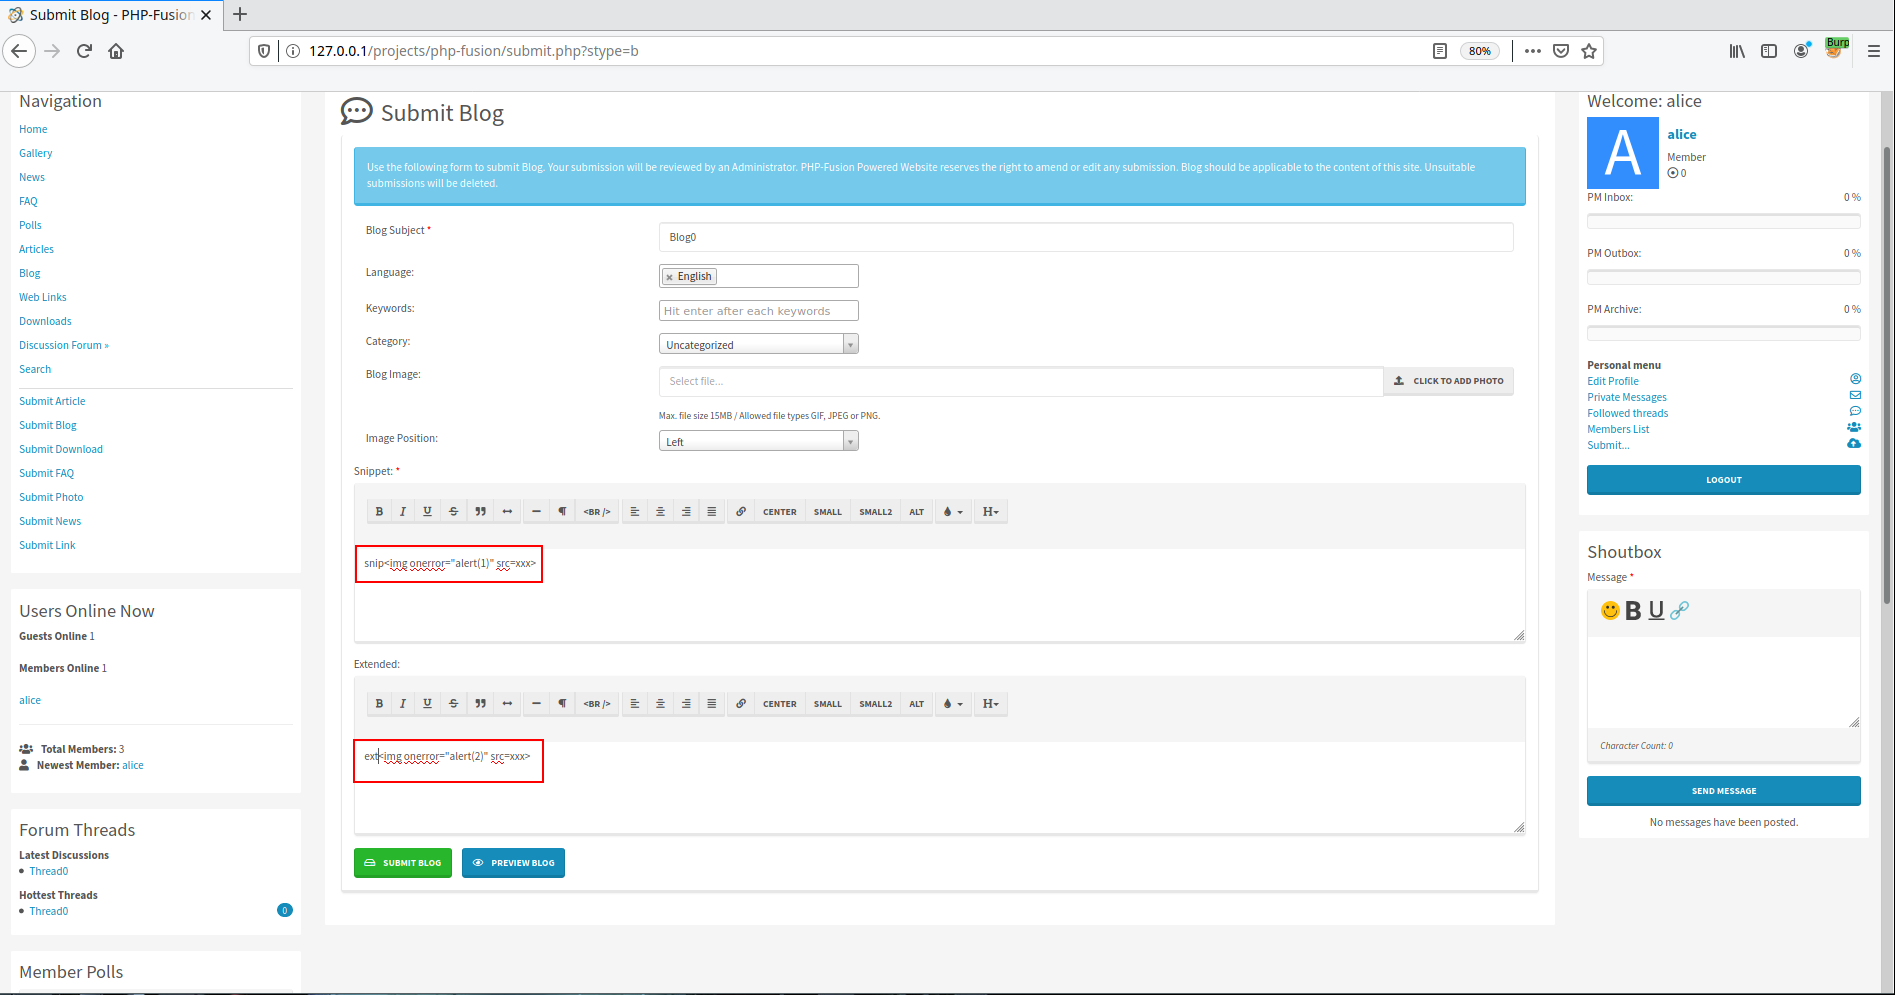 Submit Blog - PHP-Fusion
127.0.0.1/projects/php-fusion/submit.php?stype=b
80%
Burp
Navigation
Home
Gallery
News
FAQ
Polls
Articles
Blog
Web Links
Downloads
Discussion Forum »
Search
Submit Article
Submit Blog
Submit Download
Submit FAQ
Submit Photo
Submit News
Submit Link
Users Online Now
Guests Online 1
Members Online 1
alice
Total Members: 3
Newest Member: alice
Forum Threads
Latest Discussions
Thread0
Hottest Threads
Thread0
0
Member Polls
Submit Blog
Use the following form to submit Blog. Your submission will be reviewed by an Administrator. PHP-Fusion Powered Website reserves the right to amend or edit any submission. Blog should be applicable to the content of this site. Unsuitable
submissions will be deleted.
Blog Subject *
Blog0
Language:
English
Keywords:
Hit enter after each keywords
Category:
Uncategorized
Blog Image:
Select file...
CLICK TO ADD PHOTO
Max. file size 15MB / Allowed file types GIF, JPEG or PNG.
Image Position:
Left
Snippet: *
B I U S <BR /> CENTER SMALL SMALL2 ALT H
snip<img onerror="alert(1)" src=xxx>
Extended:
B I U S <BR /> CENTER SMALL SMALL2 ALT H
ext<img onerror="alert(2)" src=xxx>
SUBMIT BLOG
PREVIEW BLOG
Welcome: alice
A
alice
Member
0
PM Inbox: 0 %
PM Outbox: 0 %
PM Archive: 0 %
Personal menu
Edit Profile
Private Messages
Followed threads
Members List
Submit...
LOGOUT
Shoutbox
Message *
B U
Character Count: 0
SEND MESSAGE
No messages have been posted.